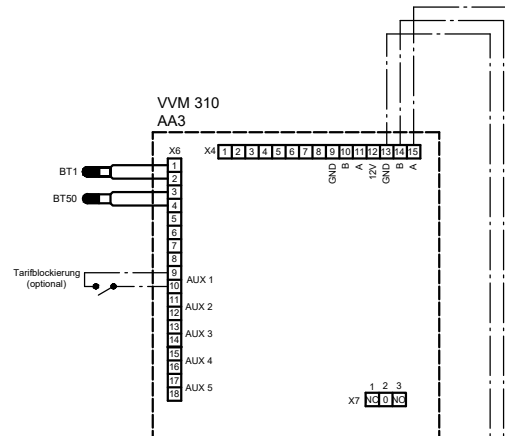 VVM 310
AA3
X6
X4 1 2 3 4 5 6 7 8 9 10 11 12 13 14 15
GND B A 12V GND B A
BT1
1
2
BT50
3
4
5
6
7
8
Tarifblockierung
(optional)
9
10
AUX 1
11
12
AUX 2
13
14
AUX 3
15
16
AUX 4
17
18
AUX 5
1 2 3
X7 NO 0 NO